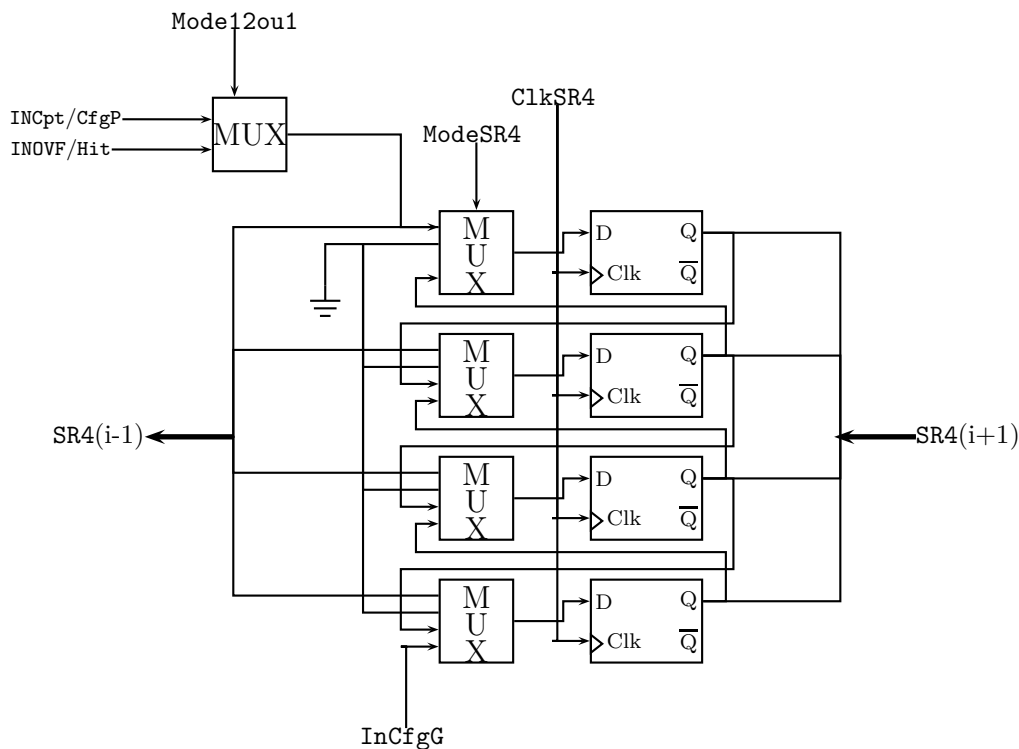 Mode12ou1
ClkSR4
INCpt/CfgP
INOVF/Hit
MUX
ModeSR4
M
U
X
D
Q
Clk
Q̅
M
U
X
D
Q
Clk
Q̅
SR4(i-1)
SR4(i+1)
M
U
X
D
Q
Clk
Q̅
M
U
X
D
Q
Clk
Q̅
InCfgG